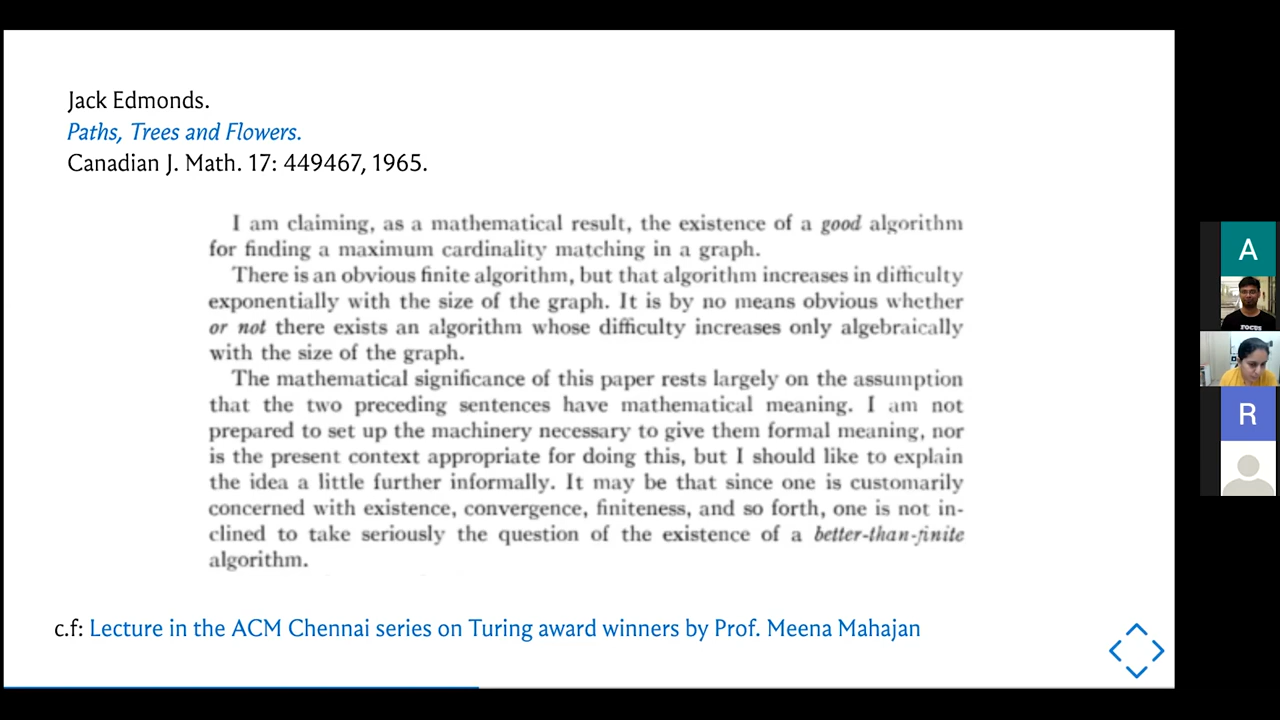 Jack Edmonds.
Paths, Trees and Flowers.
Canadian J. Math. 17: 449467, 1965.
I am claiming, as a mathematical result, the existence of a good algorithm
for finding a maximum cardinality matching in a graph.
There is an obvious finite algorithm, but that algorithm increases in difficulty
exponentially with the size of the graph. It is by no means obvious whether
or not there exists an algorithm whose difficulty increases only algebraically
with the size of the graph.
The mathematical significance of this paper rests largely on the assumption
that the two preceding sentences have mathematical meaning. I am not
prepared to set up the machinery necessary to give them formal meaning, nor
is the present context appropriate for doing this, but I should like to explain
the idea a little further informally. It may be that since one is customarily
concerned with existence, convergence, finiteness, and so forth, one is not in-
clined to take seriously the question of the existence of a better-than-finite
algorithm.
c.f: Lecture in the ACM Chennai series on Turing award winners by Prof. Meena Mahajan
A
FOCUS
R